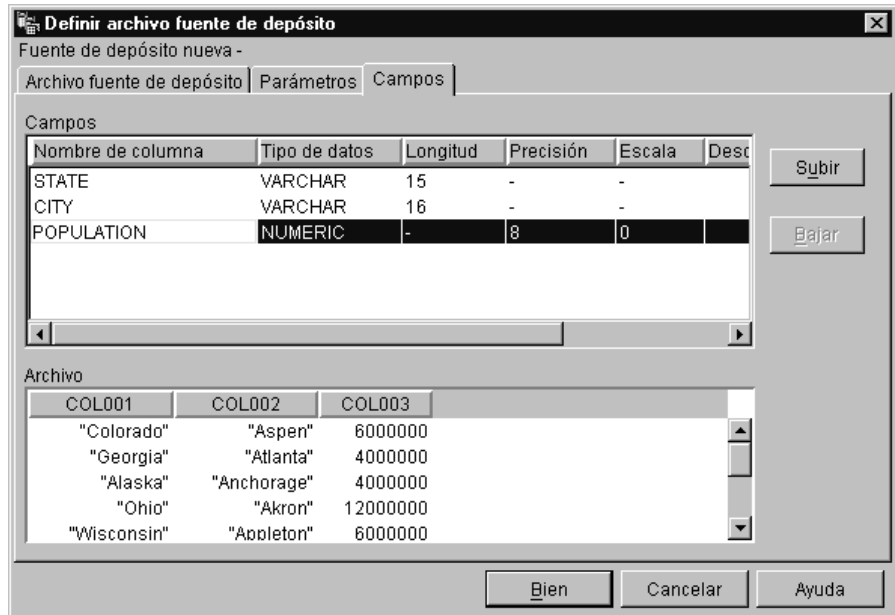 Definir archivo fuente de depósito
Fuente de depósito nueva -
Archivo fuente de depósito Parámetros Campos
Campos
Nombre de columna Tipo de datos Longitud Precisión Escala Desc
STATE VARCHAR 15 - -
CITY VARCHAR 16 - -
POPULATION NUMERIC - 8 0
Subir
Bajar
Archivo
COL001 COL002 COL003
"Colorado" "Aspen" 6000000
"Georgia" "Atlanta" 4000000
"Alaska" "Anchorage" 4000000
"Ohio" "Akron" 12000000
"Wisconsin" "Appleton" 6000000
Bien Cancelar Ayuda